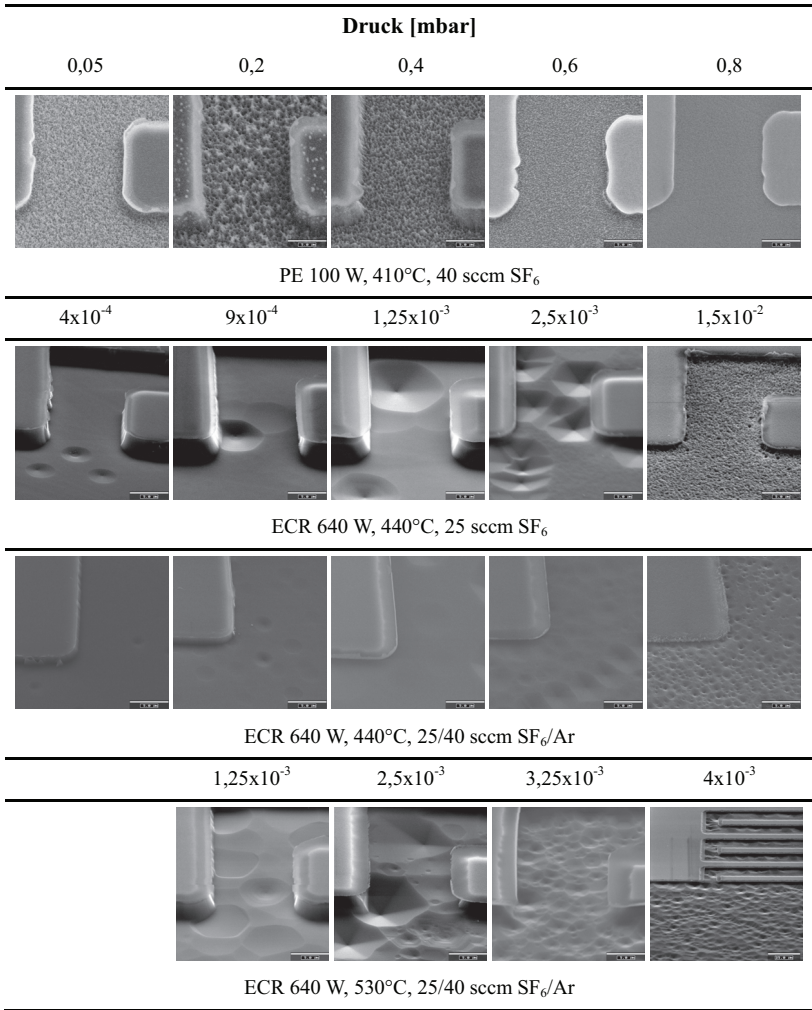 Druck [mbar]
0,05 0,2 0,4 0,6 0,8
PE 100 W, 410°C, 40 sccm SF₆
4x10⁻⁴ 9x10⁻⁴ 1,25x10⁻³ 2,5x10⁻³ 1,5x10⁻²
ECR 640 W, 440°C, 25 sccm SF₆
ECR 640 W, 440°C, 25/40 sccm SF₆/Ar
1,25x10⁻³ 2,5x10⁻³ 3,25x10⁻³ 4x10⁻³
ECR 640 W, 530°C, 25/40 sccm SF₆/Ar